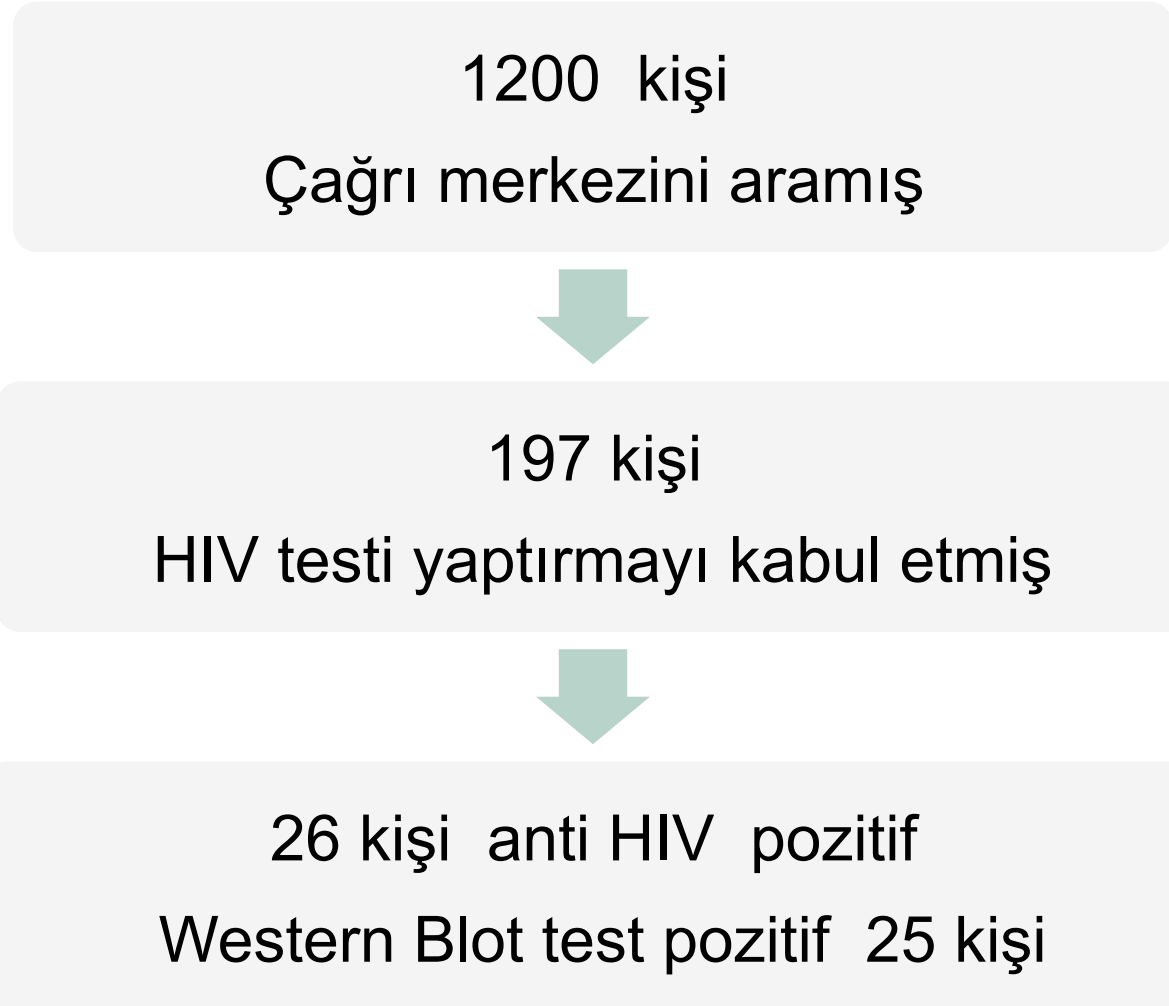 1200 kişi
Çağrı merkezini aramış
197 kişi
HIV testi yaptırmayı kabul etmiş
26 kişi anti HIV pozitif
Western Blot test pozitif 25 kişi